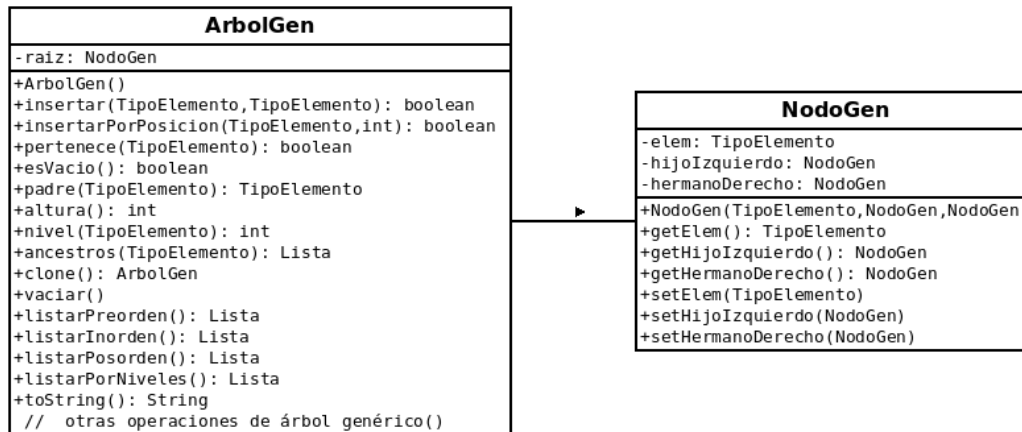 ArbolGen
-raiz: NodoGen
+ArbolGen()
+insertar(TipoElemento,TipoElemento): boolean
+insertarPorPosicion(TipoElemento,int): boolean
+pertenece(TipoElemento): boolean
+esVacio(): boolean
+padre(TipoElemento): TipoElemento
+altura(): int
+nivel(TipoElemento): int
+ancestros(TipoElemento): Lista
+clone(): ArbolGen
+vaciar()
+listarPreorden(): Lista
+listarInorden(): Lista
+listarPosorden(): Lista
+listarPorNiveles(): Lista
+toString(): String
// otras operaciones de árbol genérico()
NodoGen
-elem: TipoElemento
-hijoIzquierdo: NodoGen
-hermanoDerecho: NodoGen
+NodoGen(TipoElemento,NodoGen,NodoGen
+getElem(): TipoElemento
+getHijoIzquierdo(): NodoGen
+getHermanoDerecho(): NodoGen
+setElem(TipoElemento)
+setHijoIzquierdo(NodoGen)
+setHermanoDerecho(NodoGen)